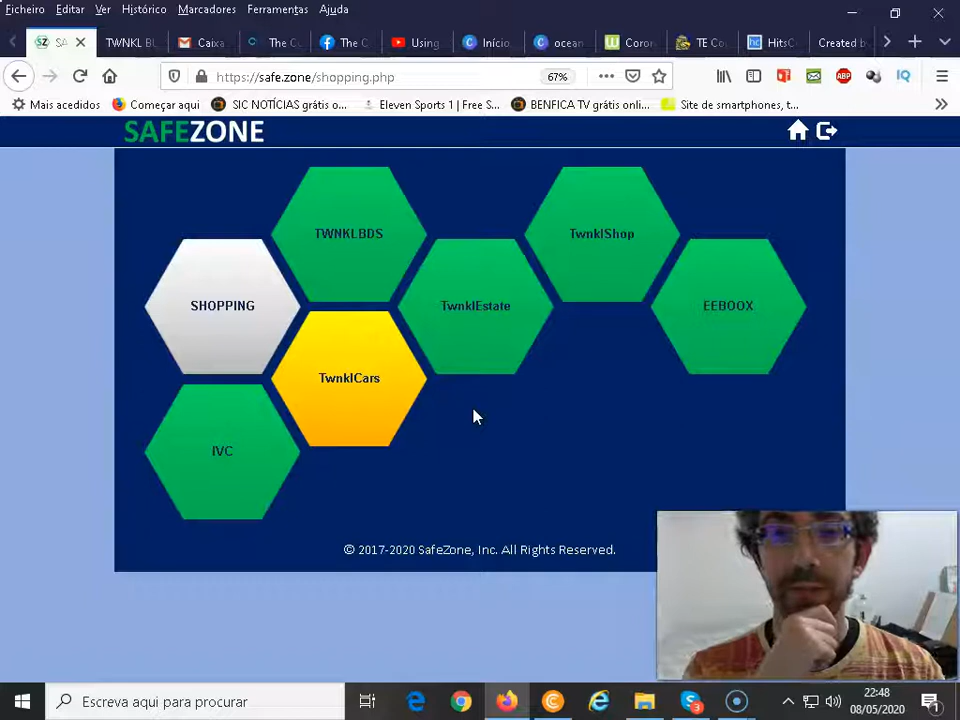 Ficheiro Editar Ver Histórico Marcadores Ferramentas Ajuda
SA TWNKL BL Caixa The C The C Using Início ocean Coron TE Co HitsC Created b
https://safe.zone/shopping.php 67% ABP IQ
Mais acedidos Começar aqui SIC NOTÍCIAS grátis o... Eleven Sports 1 | Free S... BENFICA TV grátis onli... Site de smartphones, t...
SAFEZONE
TWNKLBDS
TwnklShop
SHOPPING
TwnklEstate
EEBOOX
TwnklCars
IVC
© 2017-2020 SafeZone, Inc. All Rights Reserved.
Escreva aqui para procurar
22:48
08/05/2020